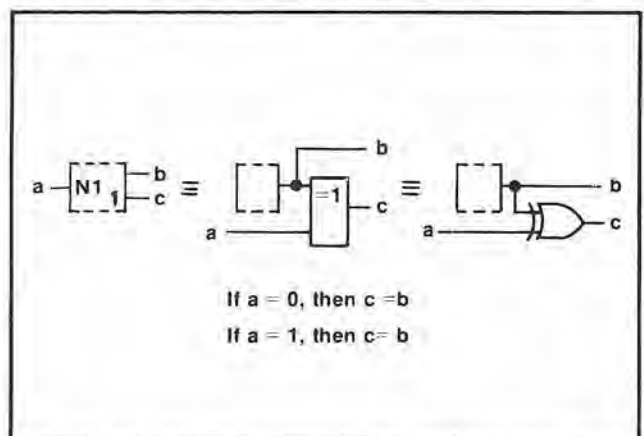 a N1 1 b c ≡ a =1 b c ≡ a b c
If a = 0, then c =b
If a = 1, then c= b